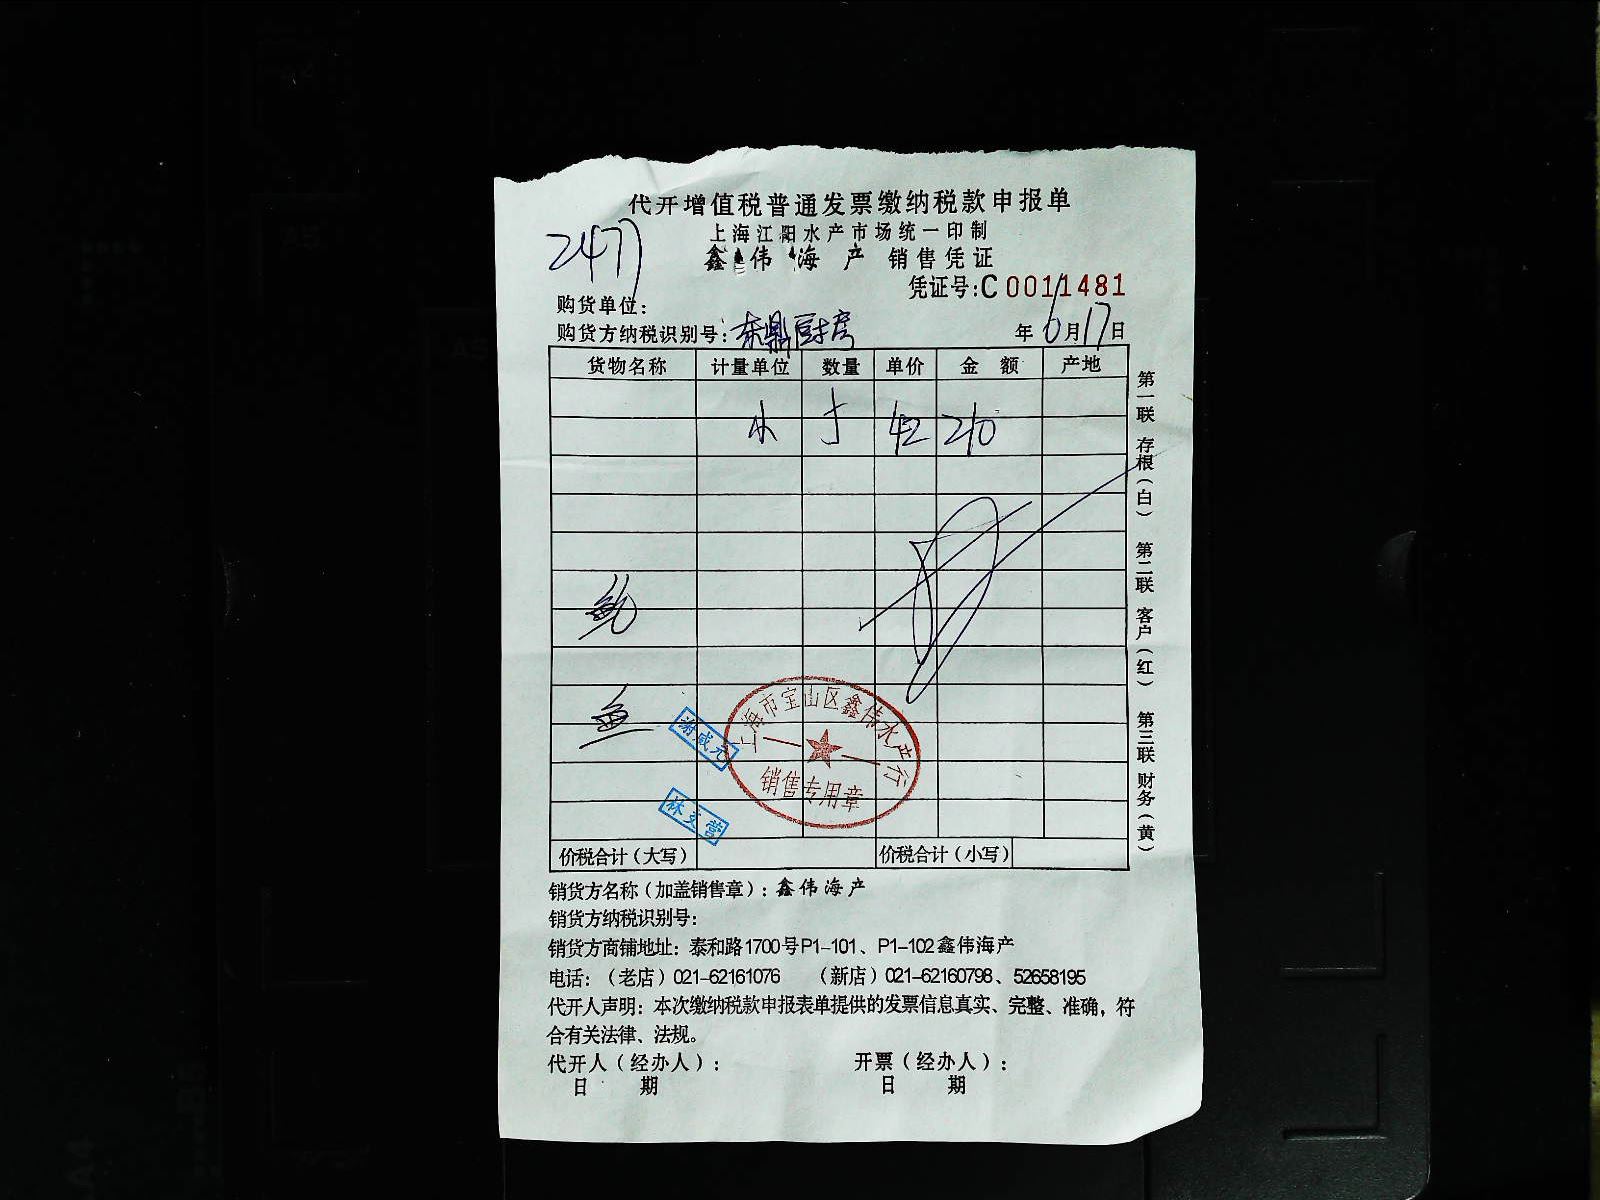 代开增值税普通发票缴纳税款申报单
上海江阳水产市场统一印制
2477
鑫伟海产 销售凭证
凭证号:C 0011481
购货单位:
购货方纳税识别号:东鼎 年6月17日
货物名称 计量单位 数量 单价 金 额 产地
小 5 42 210
鲍
鱼
谢咸元
林文营
上海市宝山区鑫伟水产行
销售专用章
价税合计(大写) 价税合计(小写)
第一联 存根(白) 第二联 客户(红) 第三联 财务(黄)
销货方名称(加盖销售章):鑫伟海产
销货方纳税识别号:
销货方商铺地址:泰和路1700号P1-101、P1-102鑫伟海产
电话:(老店)021-62161076 (新店)021-62160798、52658195
代开人声明:本次缴纳税款申报表单提供的发票信息真实、完整、准确,符
合有关法律、法规。
代开人(经办人): 开票(经办人):
日 期 日 期